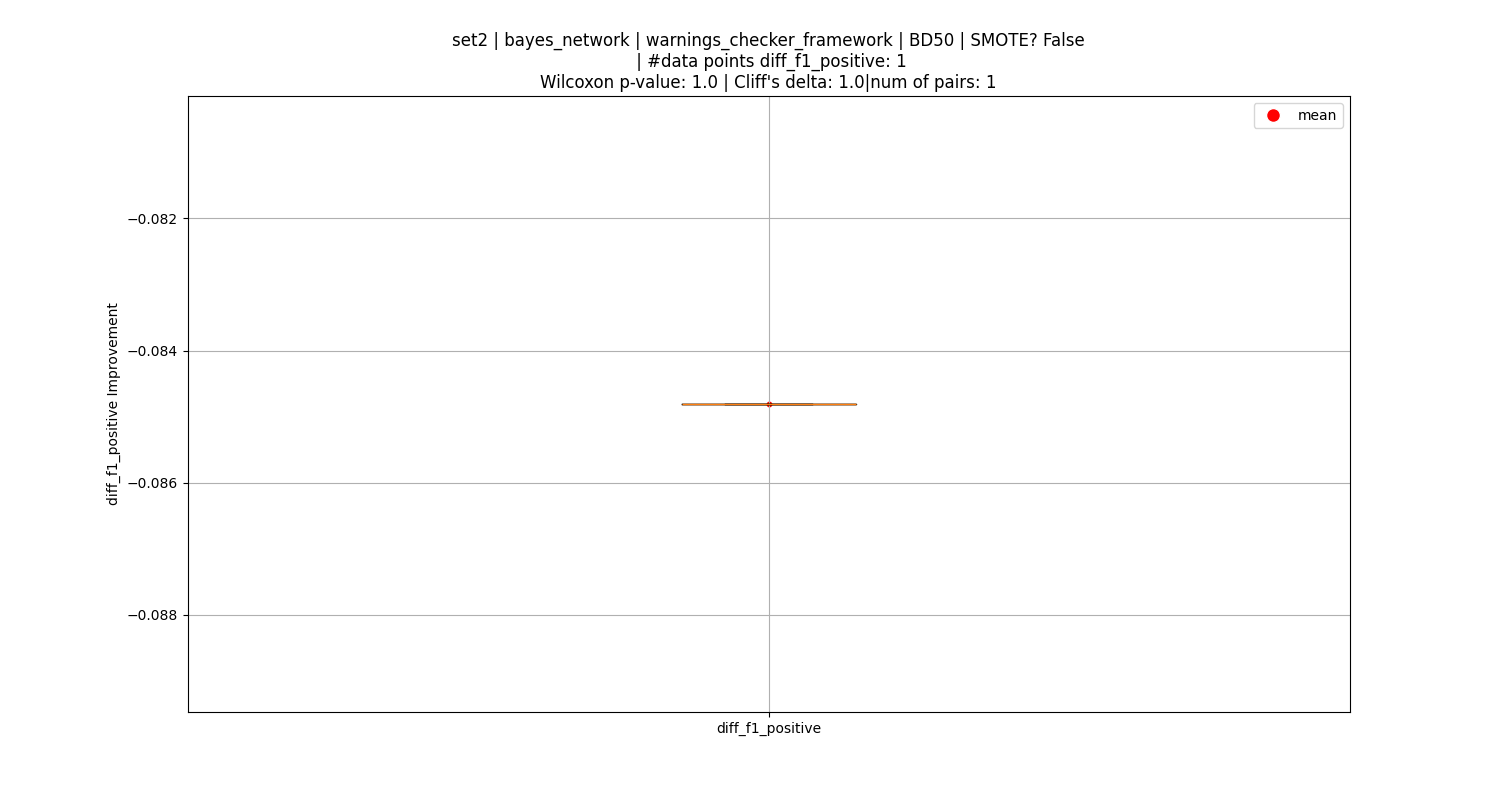 set2 | bayes_network | warnings_checker_framework | BD50 | SMOTE? False
| #data points diff_f1_positive: 1
Wilcoxon p-value: 1.0 | Cliff's delta: 1.0|num of pairs: 1
mean
−0.082
−0.084
−0.086
−0.088
diff_f1_positive Improvement
diff_f1_positive